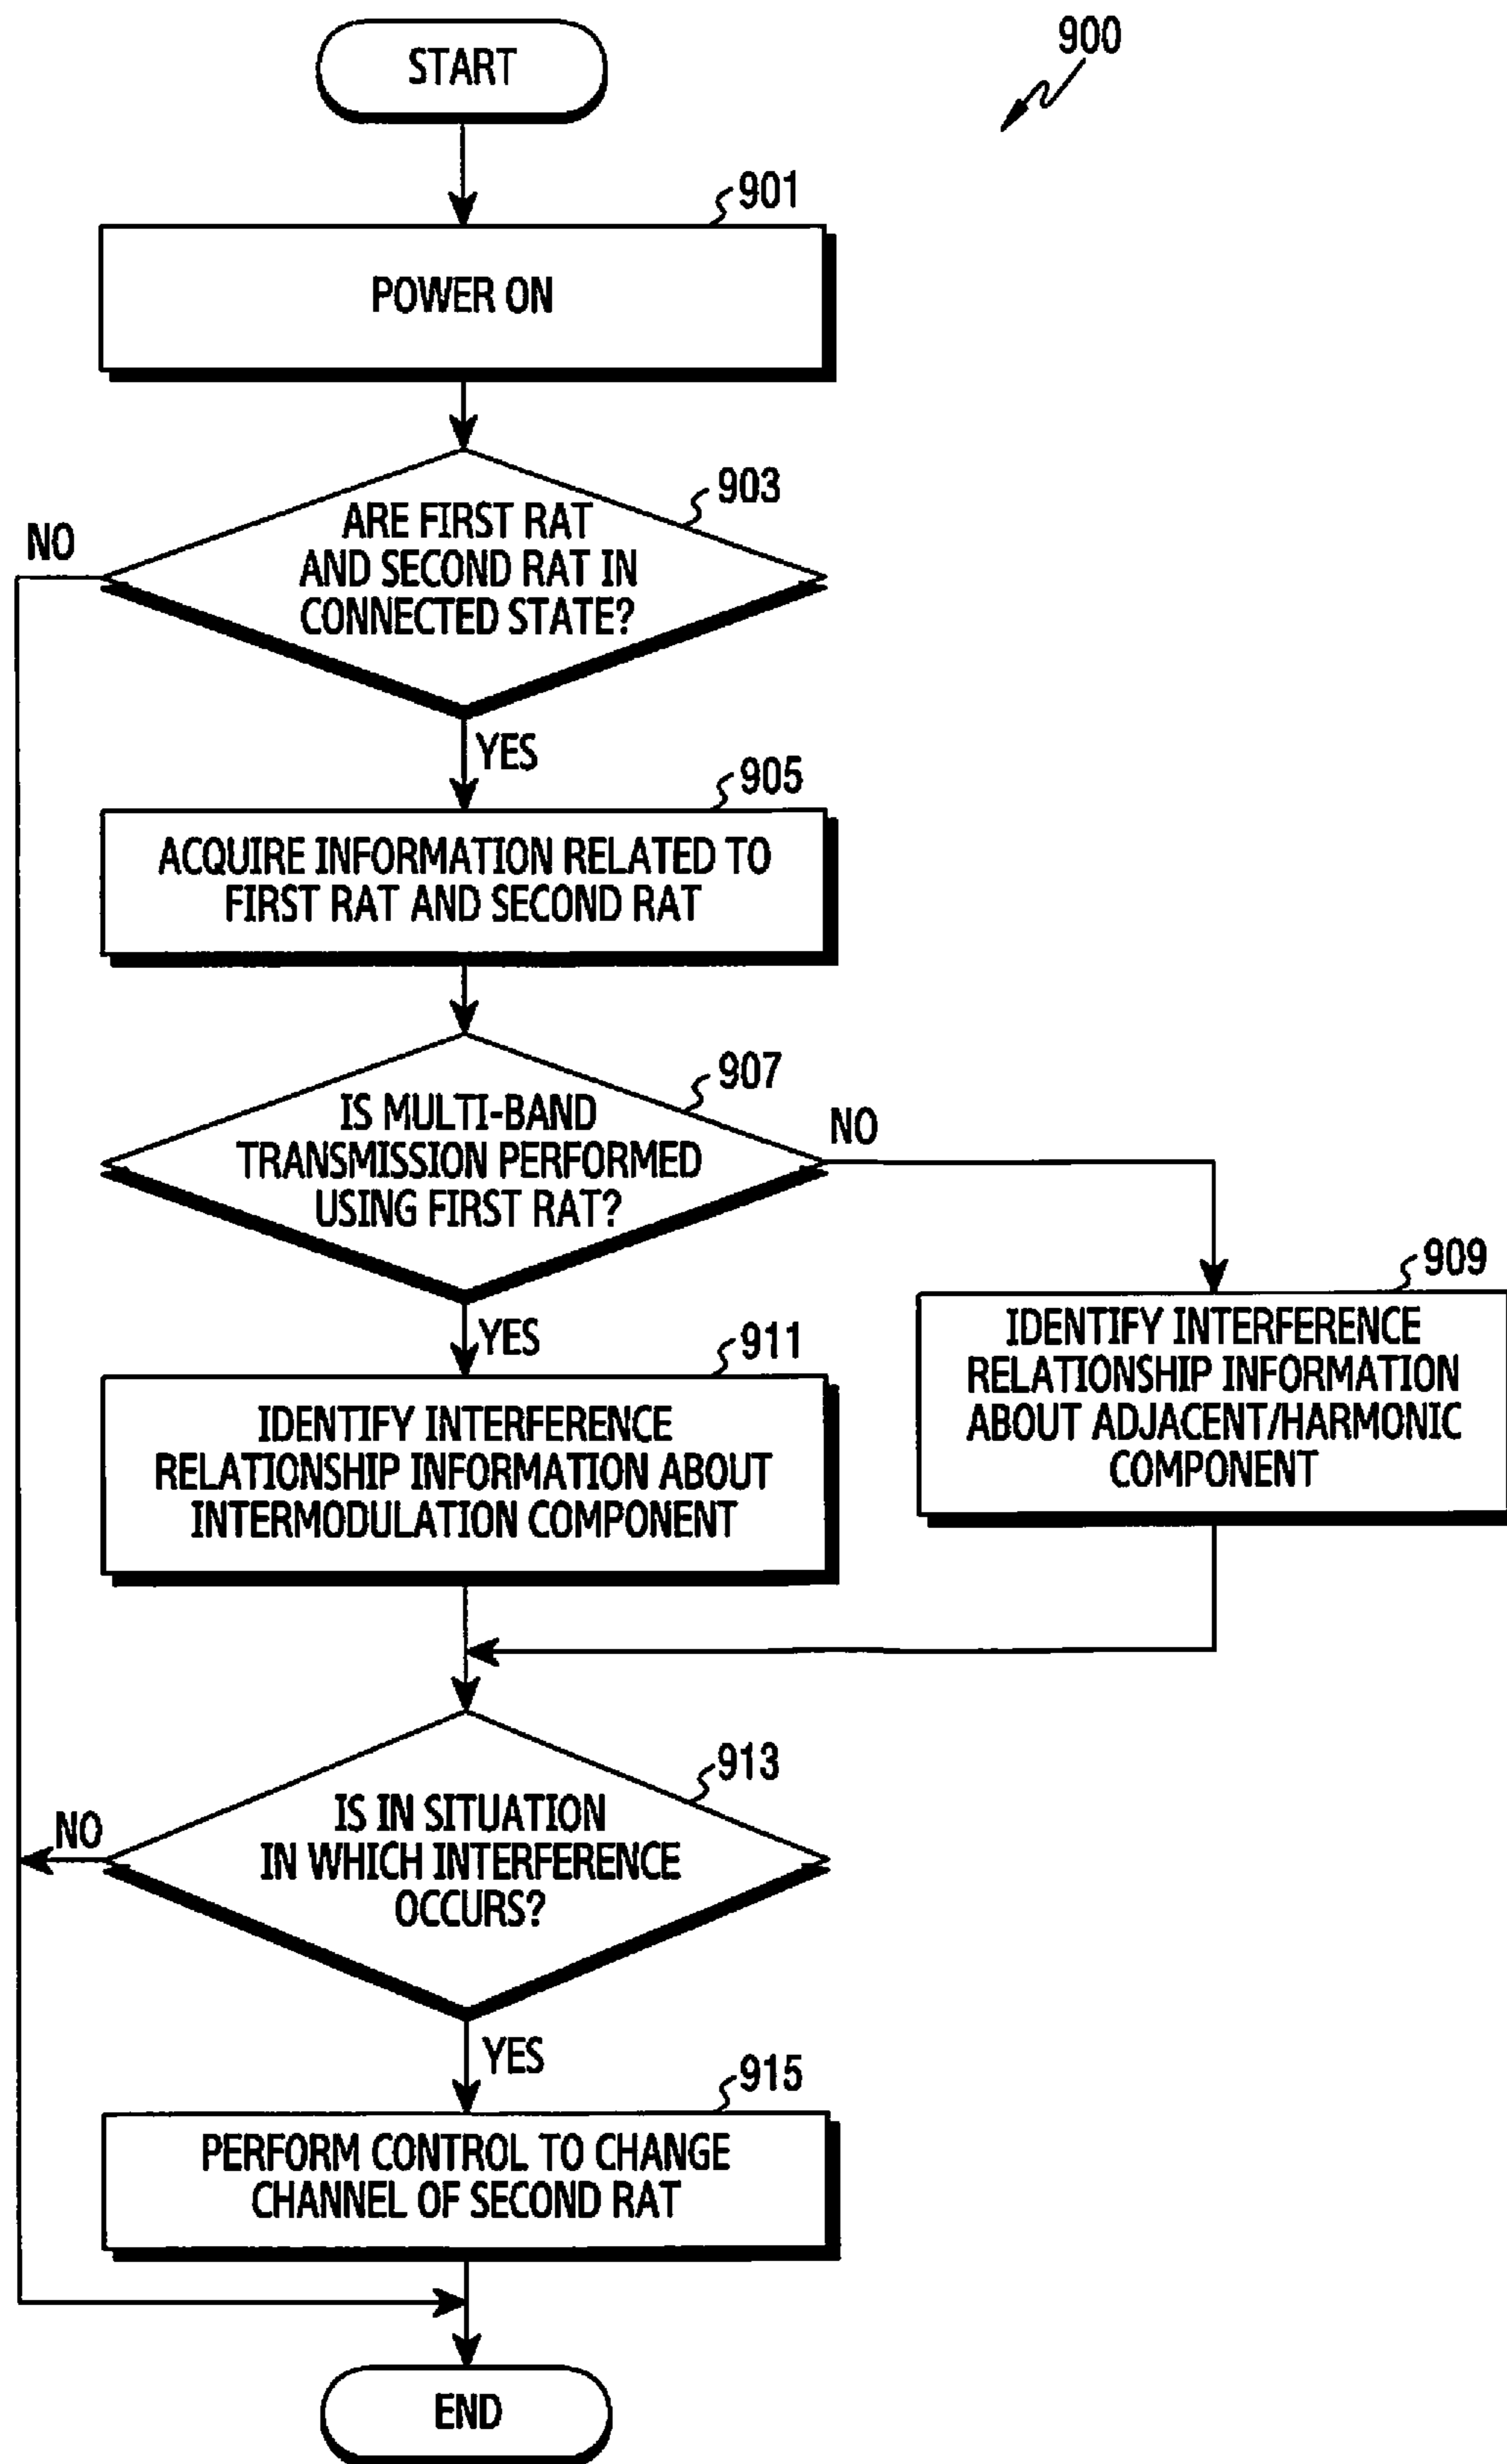 START
900
901
POWER ON
903
ARE FIRST RAT
AND SECOND RAT IN
CONNECTED STATE?
NO
YES
905
ACQUIRE INFORMATION RELATED TO
FIRST RAT AND SECOND RAT
907
IS MULTI-BAND
TRANSMISSION PERFORMED
USING FIRST RAT?
NO
YES
909
IDENTIFY INTERFERENCE
RELATIONSHIP INFORMATION
ABOUT ADJACENT/HARMONIC
COMPONENT
911
IDENTIFY INTERFERENCE
RELATIONSHIP INFORMATION ABOUT
INTERMODULATION COMPONENT
913
IS IN SITUATION
IN WHICH INTERFERENCE
OCCURS?
NO
YES
915
PERFORM CONTROL TO CHANGE
CHANNEL OF SECOND RAT
END